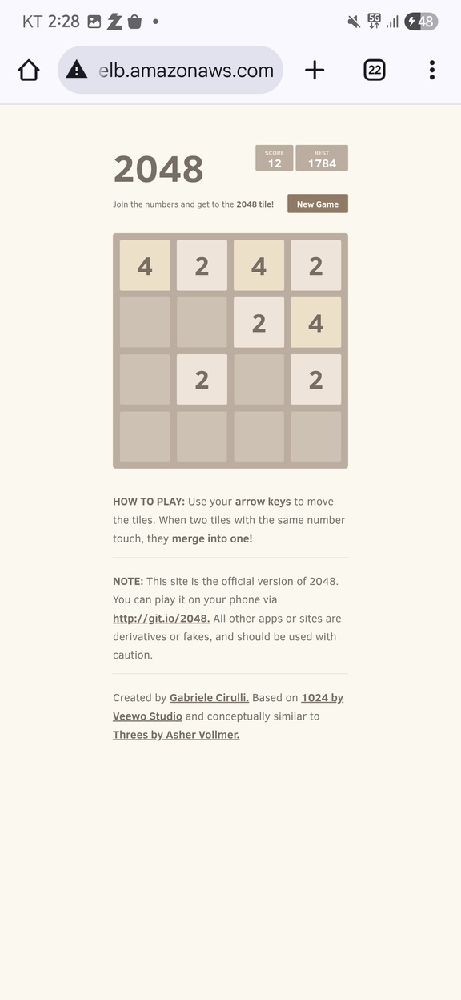 KT 2:28
5G
48
elb.amazonaws.com
22
2048
SCORE
12
BEST
1784
Join the numbers and get to the 2048 tile!
New Game
4 2 4 2
2 4
2 2
HOW TO PLAY: Use your arrow keys to move
the tiles. When two tiles with the same number
touch, they merge into one!
NOTE: This site is the official version of 2048.
You can play it on your phone via
http://git.io/2048. All other apps or sites are
derivatives or fakes, and should be used with
caution.
Created by Gabriele Cirulli. Based on 1024 by
Veewo Studio and conceptually similar to
Threes by Asher Vollmer.